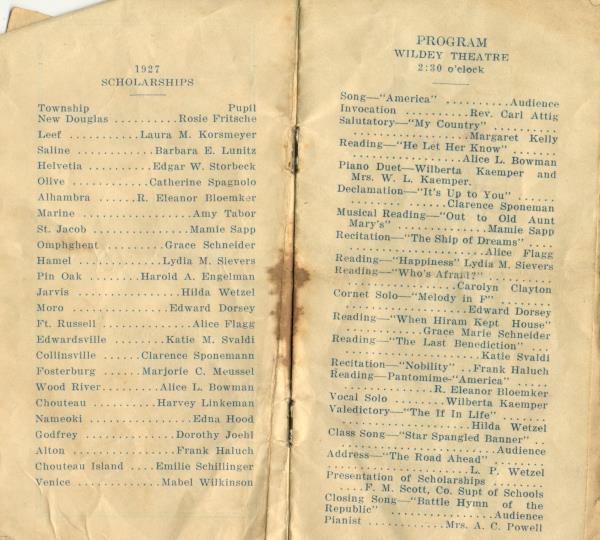 1927
SCHOLARSHIPS
Township Pupil
New Douglas ..........Rosie Fritsche
Leef ............Laura M. Korsmeyer
Saline ............Barbara E. Lunitz
Helvetia ..........Edgar W. Storbeck
Olive ............Catherine Spagnolo
Alhambra ......R. Eleanor Bloemker
Marine .................Amy Tabor
St. Jacob ...............Mamie Sapp
Omphghent ..........Grace Schneider
Hamel .............Lydia M. Sievers
Pin Oak ........Harold A. Engelman
Jarvis .................Hilda Wetzel
Moro ................Edward Dorsey
Ft. Russell ..............Alice Flagg
Edwardsville ......Katie M. Svaldi
Collinsville ......Clarence Sponemann
Fosterburg .....Marjorie C. Meussel
Wood River.........Alice L. Bowman
Chouteau ..........Harvey Linkeman
Nameoki .................Edna Hood
Godfrey ............Dorothy Joehl
Alton .................Frank Haluch
Chouteau Island ....Emilie Schillinger
Venice .............Mabel Wilkinson
PROGRAM
WILDEY THEATRE
2:30 o'clock
Song—"America" ..........Audience
Invocation ..........Rev. Carl Attig
Salutatory—"My Country" .........
..................Margaret Kelly
Reading—"He Let Her Know" ......
..................Alice L. Bowman
Piano Duet—Wilberta Kaemper and
Mrs. W. L. Kaemper.
Declamation—"It's Up to You" ......
...............Clarence Sponeman
Musical Reading—"Out to Old Aunt
Mary's" ................Mamie Sapp
Recitation—"The Ship of Dreams" ....
.....................Alice Flagg
Reading—"Happiness" Lydia M. Sievers
Reading—"Who's Afraid?" ..........
.................Carolyn Clayton
Cornet Solo—"Melody in F" ........
...................Edward Dorsey
Reading—"When Hiram Kept House"
............Grace Marie Schneider
Reading—"The Last Benediction" ....
.....................Katie Svaldi
Recitation—"Nobility" ..Frank Haluch
Reading—Pantomime-"America" .....
................R. Eleanor Bloemker
Vocal Solo .......Wilberta Kaemper
Valedictory—"The If In Life" .......
....................Hilda Wetzel
Class Song—"Star Spangled Banner" ..
........................Audience
Address—"The Road Ahead" ........
....................L. P. Wetzel
Presentation of Scholarships .........
....F. M. Scott, Co. Supt of Schools
Closing Song—"Battle Hymn of the
Republic" ................Audience
Pianist ............Mrs. A. C. Powell